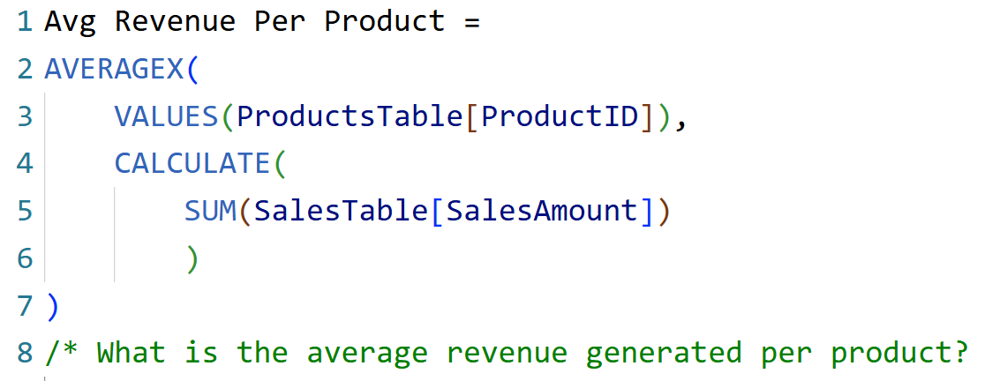 1 Avg Revenue Per Product =
2 AVERAGEX(
3 VALUES(ProductsTable[ProductID]),
4 CALCULATE(
5 SUM(SalesTable[SalesAmount])
6 )
7 )
8 /* What is the average revenue generated per product?